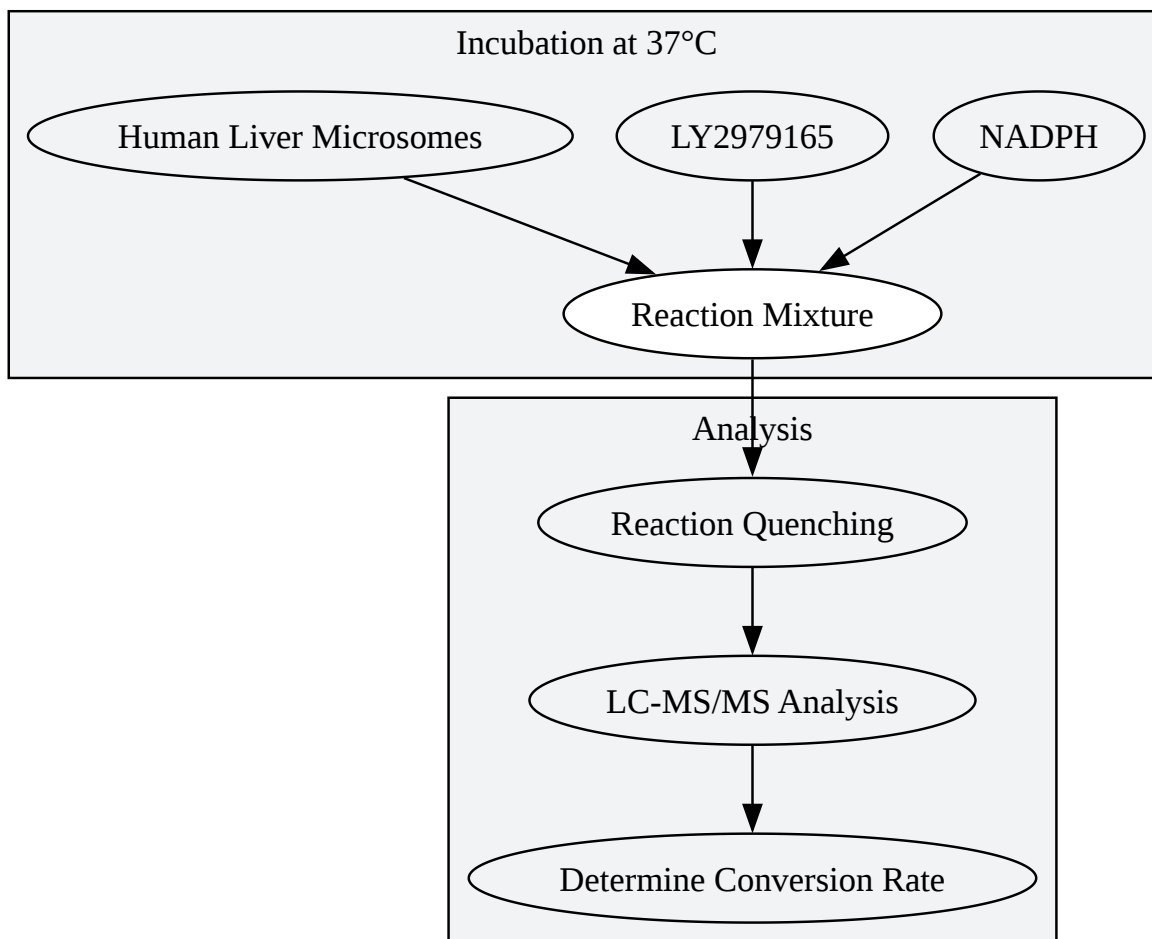 Incubation at 37°C
Human Liver Microsomes
LY2979165
NADPH
Reaction Mixture
Analysis
Reaction Quenching
LC-MS/MS Analysis
Determine Conversion Rate